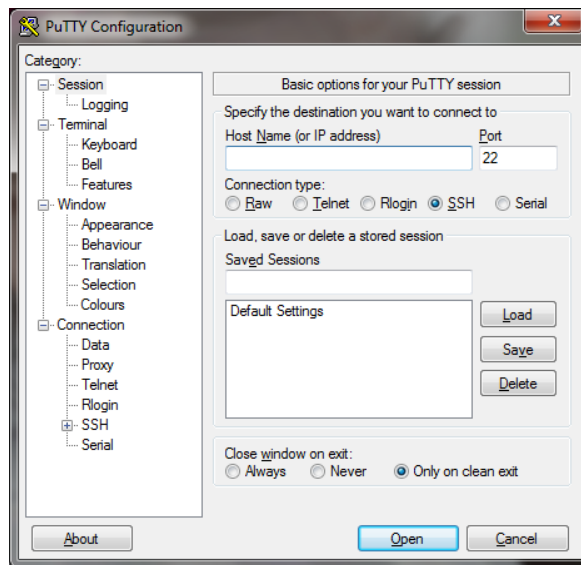 PuTTY Configuration
Category:
Session
Logging
Terminal
Keyboard
Bell
Features
Window
Appearance
Behaviour
Translation
Selection
Colours
Connection
Data
Proxy
Telnet
Rlogin
SSH
Serial
Basic options for your PuTTY session
Specify the destination you want to connect to
Host Name (or IP address) Port
22
Connection type:
Raw Telnet Rlogin SSH Serial
Load, save or delete a stored session
Saved Sessions
Default Settings
Load
Save
Delete
Close window on exit:
Always Never Only on clean exit
About Open Cancel